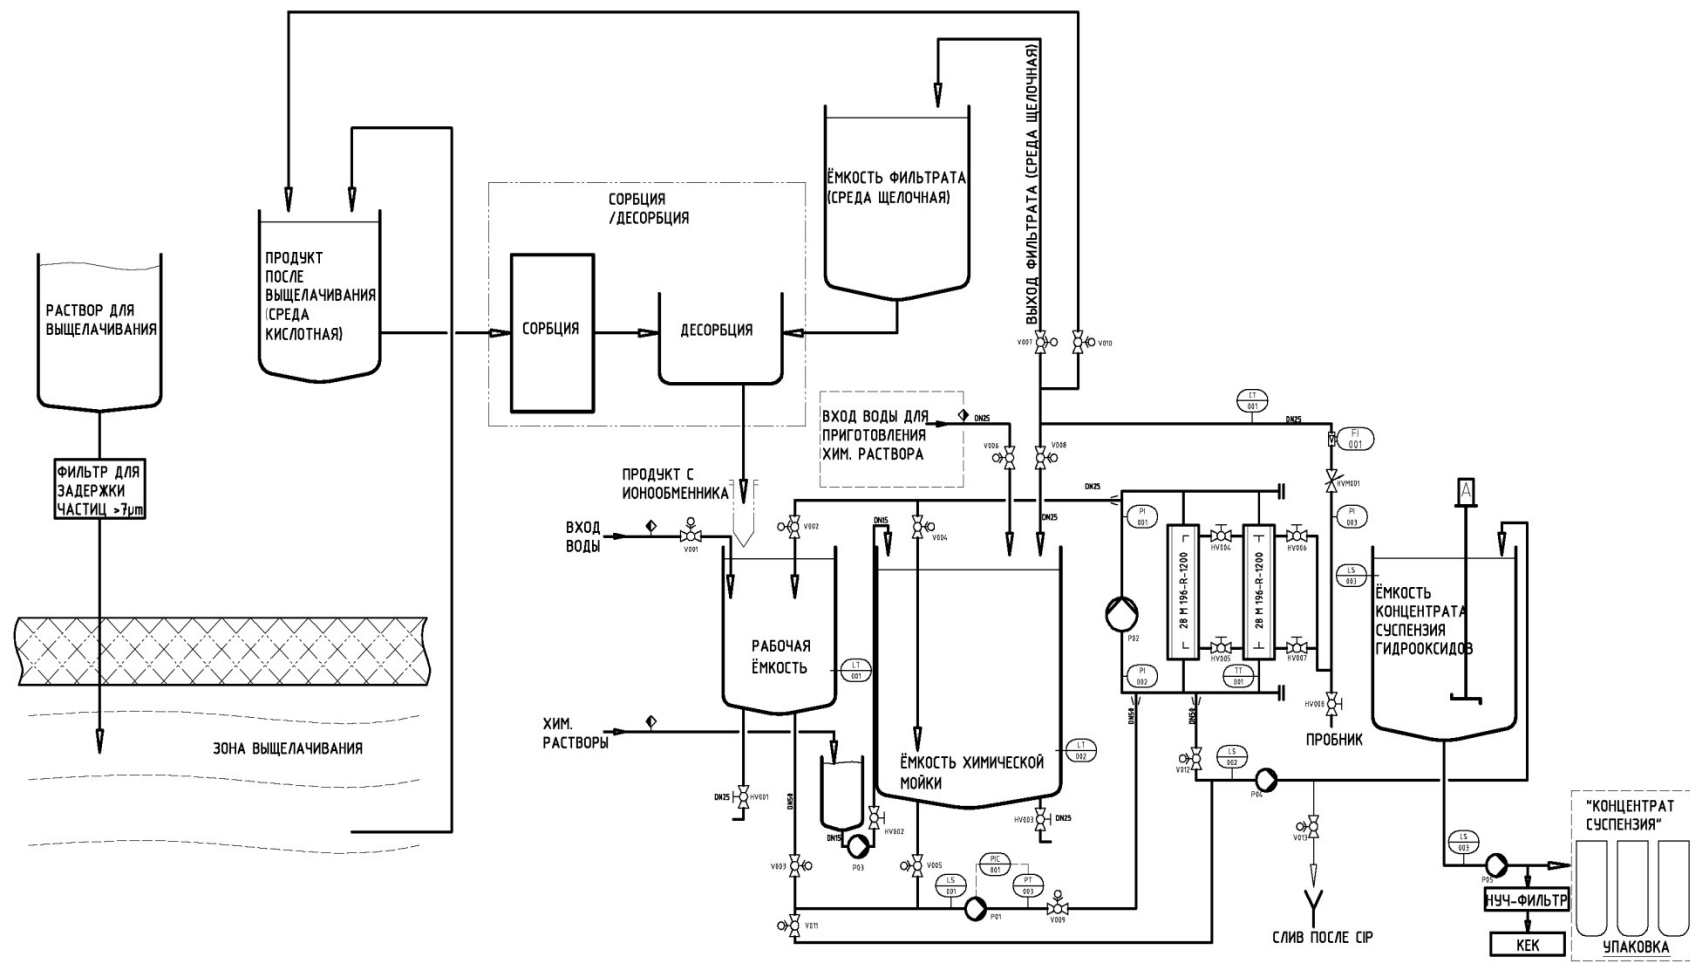 ВЫХОД ФИЛЬТРАТА (СРЕДА ЩЕЛОЧНАЯ)
ЁМКОСТЬ ФИЛЬТРАТА
(СРЕДА ЩЕЛОЧНАЯ)
СОРБЦИЯ
/ДЕСОРБЦИЯ
ПРОДУКТ
ПОСЛЕ
ВЫЩЕЛАЧИВАНИЯ
(СРЕДА
КИСЛОТНАЯ)
РАСТВОР ДЛЯ
ВЫЩЕЛАЧИВАНИЯ
СОРБЦИЯ
ДЕСОРБЦИЯ
V007
V010
ВХОД ВОДЫ ДЛЯ
ПРИГОТОВЛЕНИЯ
ХИМ. РАСТВОРА
DN25
V006
V008
001
DN25
FI
001
HVM001
PI
003
ФИЛЬТР ДЛЯ
ЗАДЕРЖКИ
ЧАСТИЦ >7µm
ПРОДУКТ С
ИОНООБМЕННИКА
ВХОД
ВОДЫ
V001
V002
DN15
V004
DN25
DN25
PI
001
A
HV004
HV006
28 M 196-R-1200
28 M 196-R-1200
P02
HV005
HV007
PI
002
TT
001
LS
003
ЁМКОСТЬ
КОНЦЕНТРАТА
СУСПЕНЗИЯ
ГИДРООКСИДОВ
РАБОЧАЯ
ЁМКОСТЬ
LT
001
DN50
DN50
HV008
ПРОБНИК
ХИМ.
РАСТВОРЫ
ЗОНА ВЫЩЕЛАЧИВАНИЯ
ЁМКОСТЬ ХИМИЧЕСКОЙ
МОЙКИ
LT
002
V012
LS
002
P04
DN25
HV001
DN50
DN15
HV002
P03
HV003
DN25
V013
"КОНЦЕНТРАТ
СУСПЕНЗИЯ"
V003
V005
LS
001
PIC
001
PT
003
P01
V009
V011
LS
003
P05
НУЧ-ФИЛЬТР
КЕК
УПАКОВКА
СЛИВ ПОСЛЕ CIP